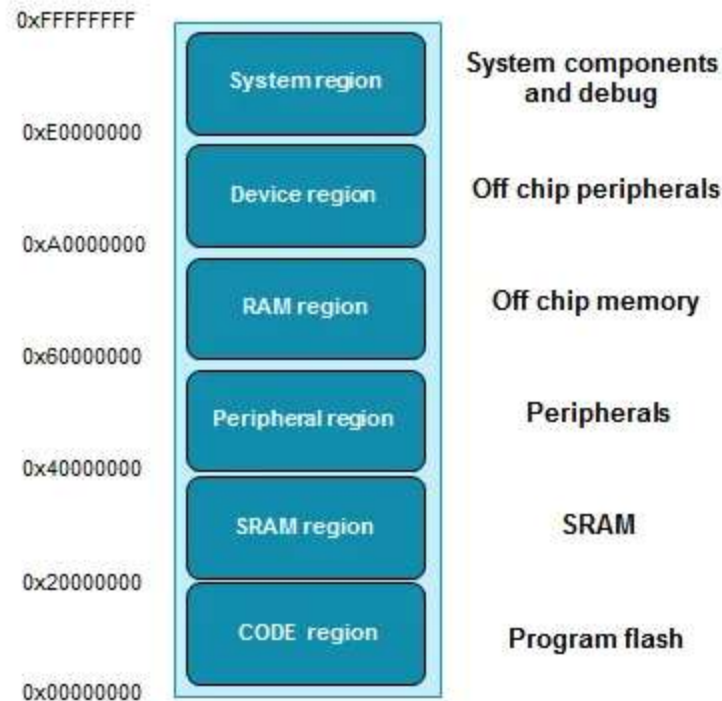 0xFFFFFFFF
System region
System components
and debug
0xE0000000
Device region
Off chip peripherals
0xA0000000
RAM region
Off chip memory
0x60000000
Peripheral region
Peripherals
0x40000000
SRAM region
SRAM
0x20000000
CODE region
Program flash
0x00000000